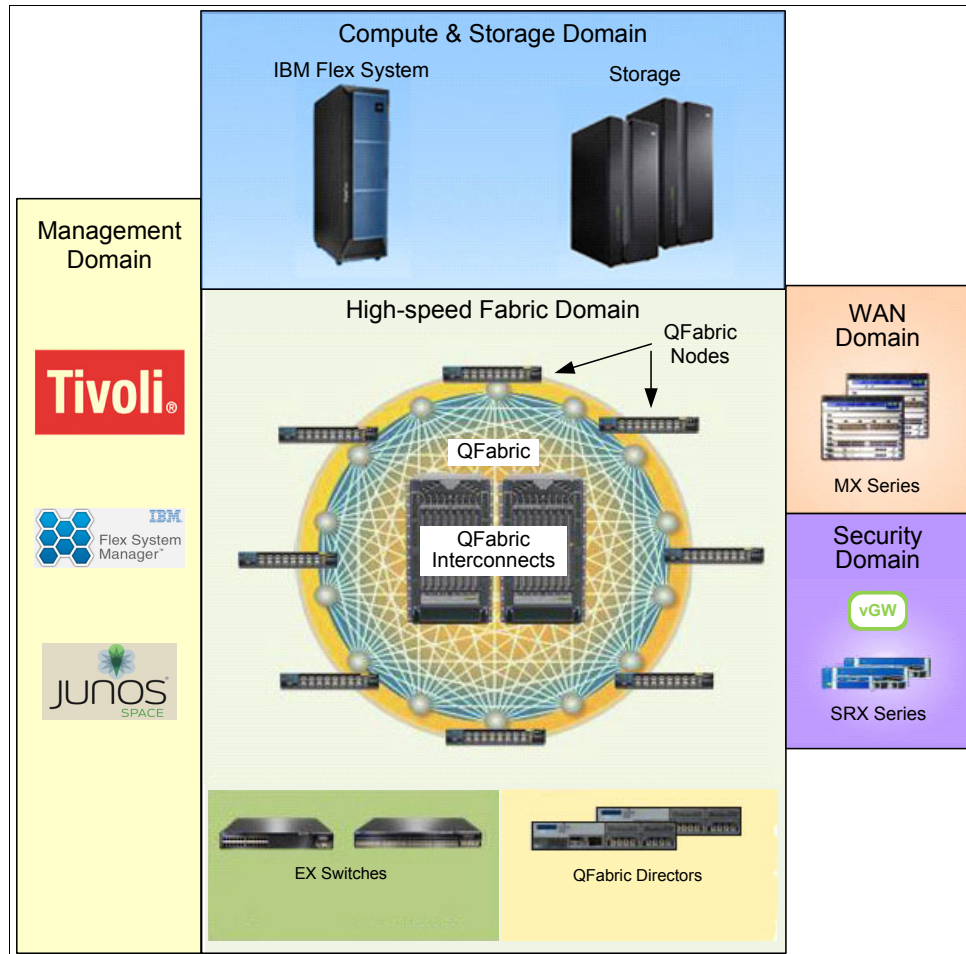 Compute & Storage Domain
IBM Flex System
Storage
Management
Domain
Tivoli®
IBM
Flex System
Manager™
JUNOS®
SPACE
High-speed Fabric Domain
QFabric
Nodes
QFabric
QFabric
Interconnects
WAN
Domain
MX Series
Security
Domain
vGW
SRX Series
EX Switches
QFabric Directors